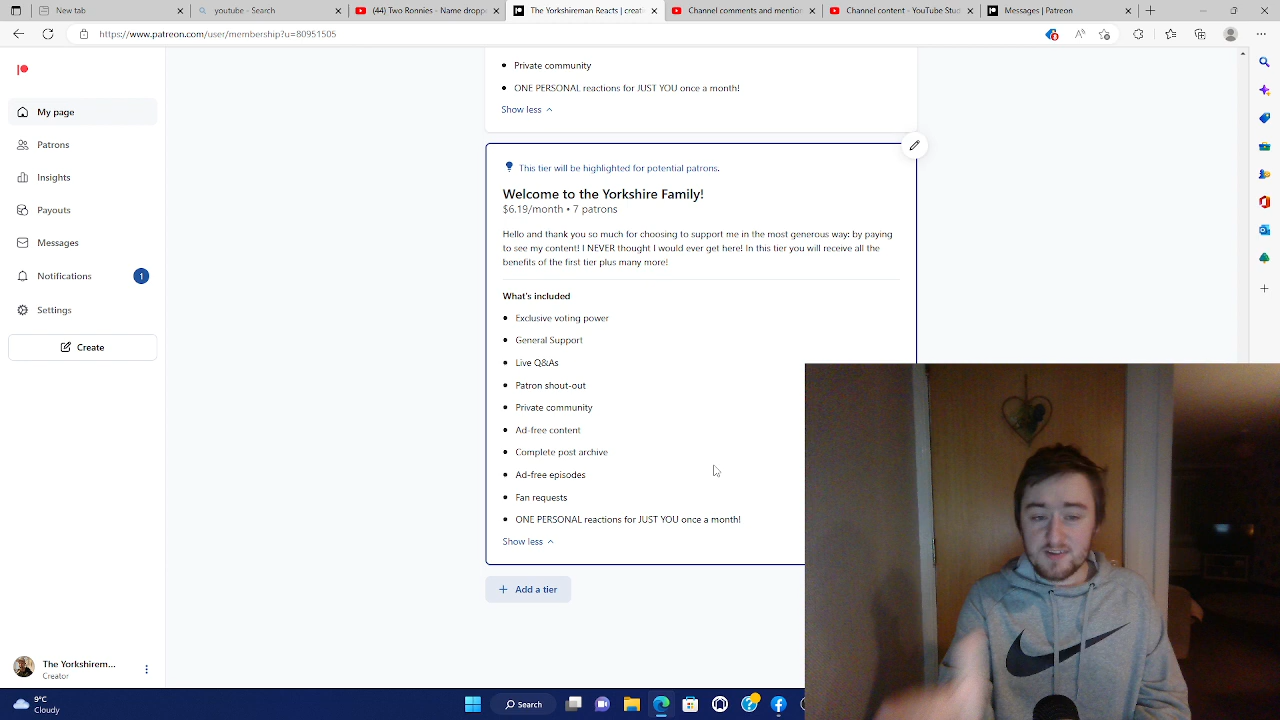 New tab
youtube - Search
(44) Two Ronnies - Name droppe
The Yorkshireman Reacts | creati
Channel comments and mentions
Channel content - YouTube Stud
Messages | Patreon
https://www.patreon.com/user/membership?u=80951505
My page
Patrons
Insights
Payouts
Messages
Notifications
1
Settings
Create
Private community
ONE PERSONAL reactions for JUST YOU once a month!
Show less
This tier will be highlighted for potential patrons.
Welcome to the Yorkshire Family!
$6.19/month • 7 patrons
Hello and thank you so much for choosing to support me in the most generous way: by paying
to see my content! I NEVER thought I would ever get here! In this tier you will receive all the
benefits of the first tier plus many more!
What's included
Exclusive voting power
General Support
Live Q&As
Patron shout-out
Private community
Ad-free content
Complete post archive
Ad-free episodes
Fan requests
ONE PERSONAL reactions for JUST YOU once a month!
Show less
Add a tier
The Yorkshirem...
Creator
9°C
Cloudy
Search